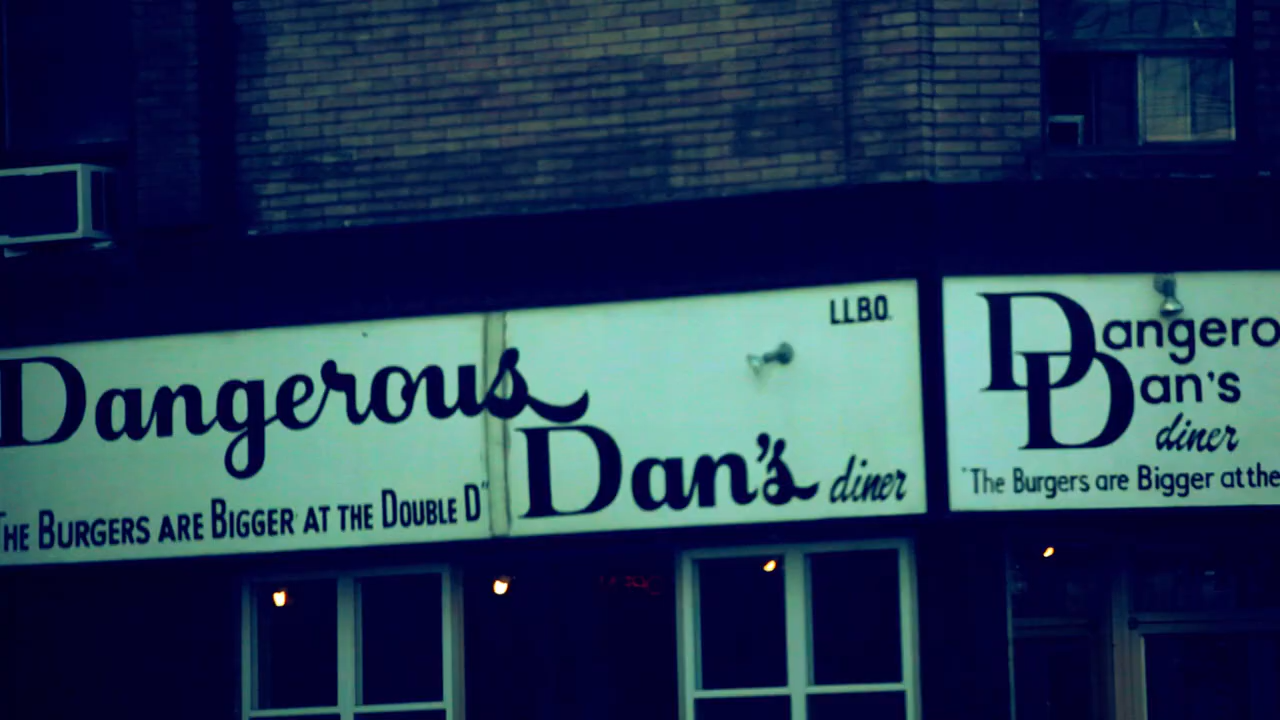 Dangerous
Dan's diner
L.L.B.O.
THE BURGERS ARE BIGGER AT THE DOUBLE D"
Dangero
Dan's
diner
"The Burgers are Bigger at the